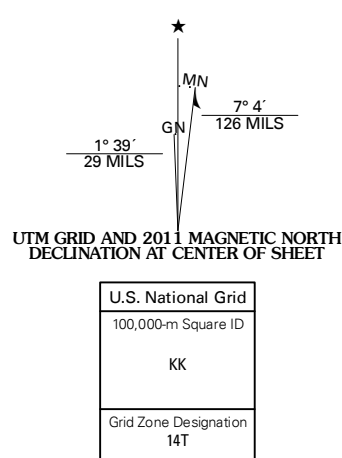 ★
MN
GN
7° 4´
126 MILS
1° 39´
29 MILS
UTM GRID AND 2011 MAGNETIC NORTH
DECLINATION AT CENTER OF SHEET
U.S. National Grid
100,000-m Square ID
KK
Grid Zone Designation
14T